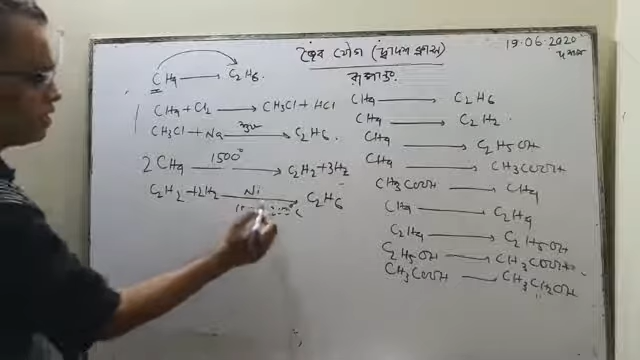 জৈব যৌগ (দ্বাদশ ক্লাস)
19.06.2020
রসায়ন
CH4 → C2H6.
CH4 + Cl2 → CH3Cl + HCl
CH3Cl + Na → C2H6.
2CH4 1500° → C2H2 + 3H2
C2H2 + 2H2 Ni → C2H6
CH4 → C2H6
CH4 → C2H2.
CH4 → C2H5OH
CH4 → CH3COOH
CH3COOH → CH4
CH4 → C2H4
C2H4 → C2H5OH
C2H5OH → CH3COOH
CH3COOH → CH3CH2OH